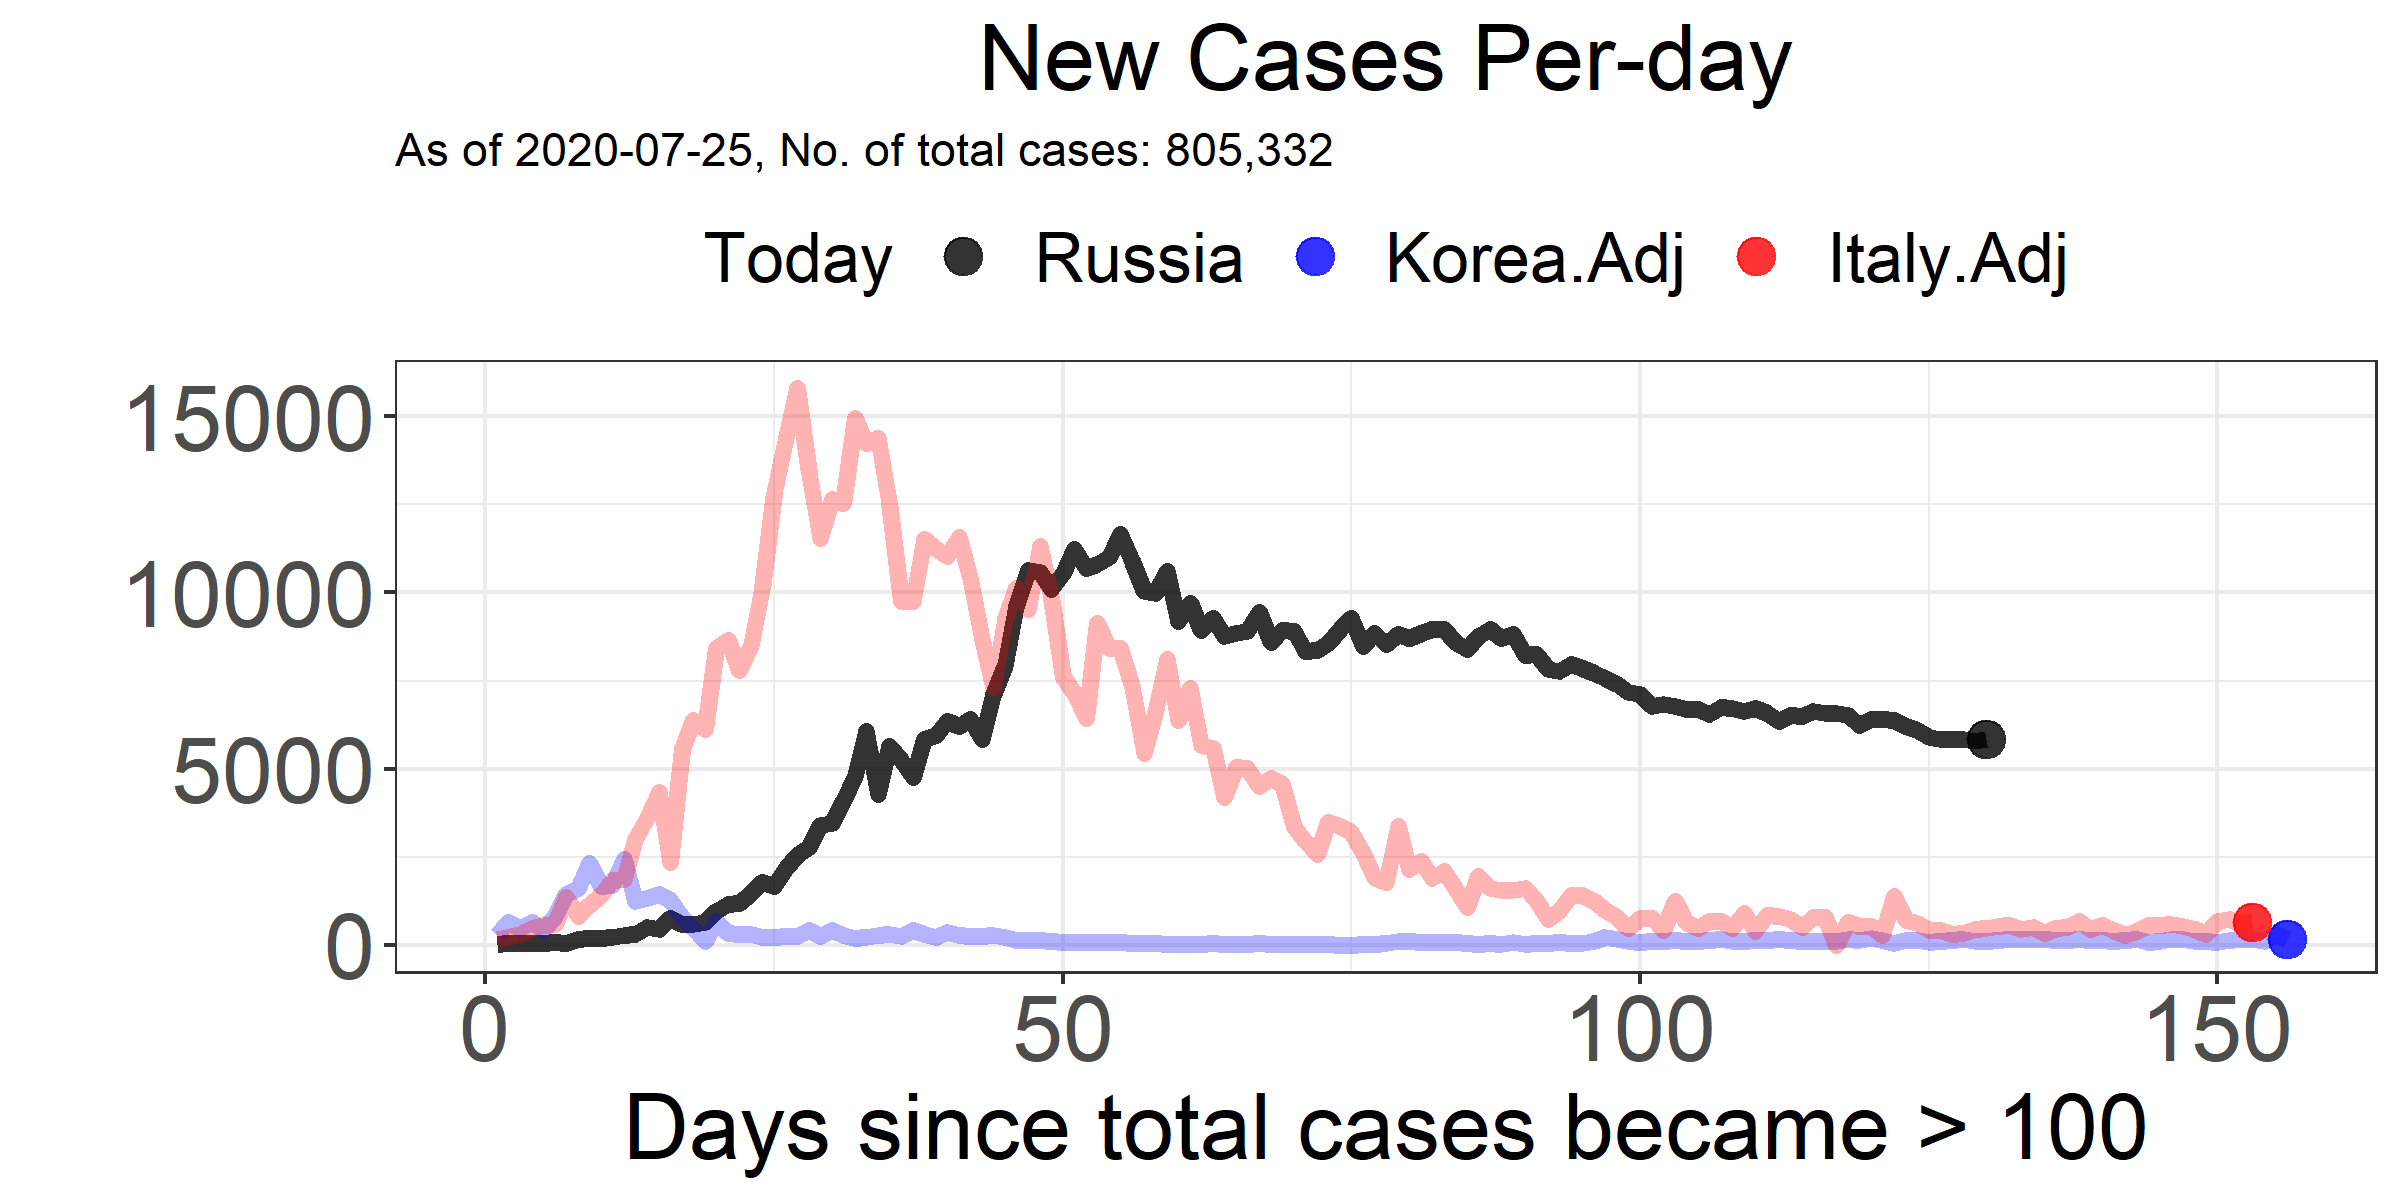 New Cases Per-day
As of 2020-07-25, No. of total cases: 805,332
Today Russia Korea.Adj Italy.Adj
15000
10000
5000
0
0 50 100 150
Days since total cases became > 100